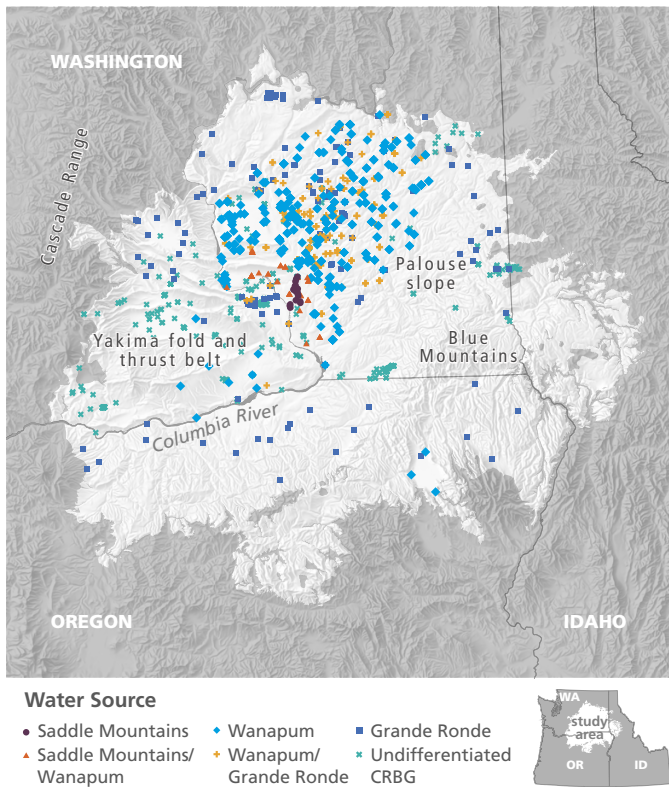 WASHINGTON
Cascade Range
Palouse
slope
Yakima fold and
thrust belt
Blue
Mountains
Columbia River
OREGON
IDAHO
Water Source
Saddle Mountains
Saddle Mountains/
Wanapum
Wanapum
Wanapum/
Grande Ronde
Grande Ronde
Undifferentiated
CRBG
WA
study
area
OR
ID